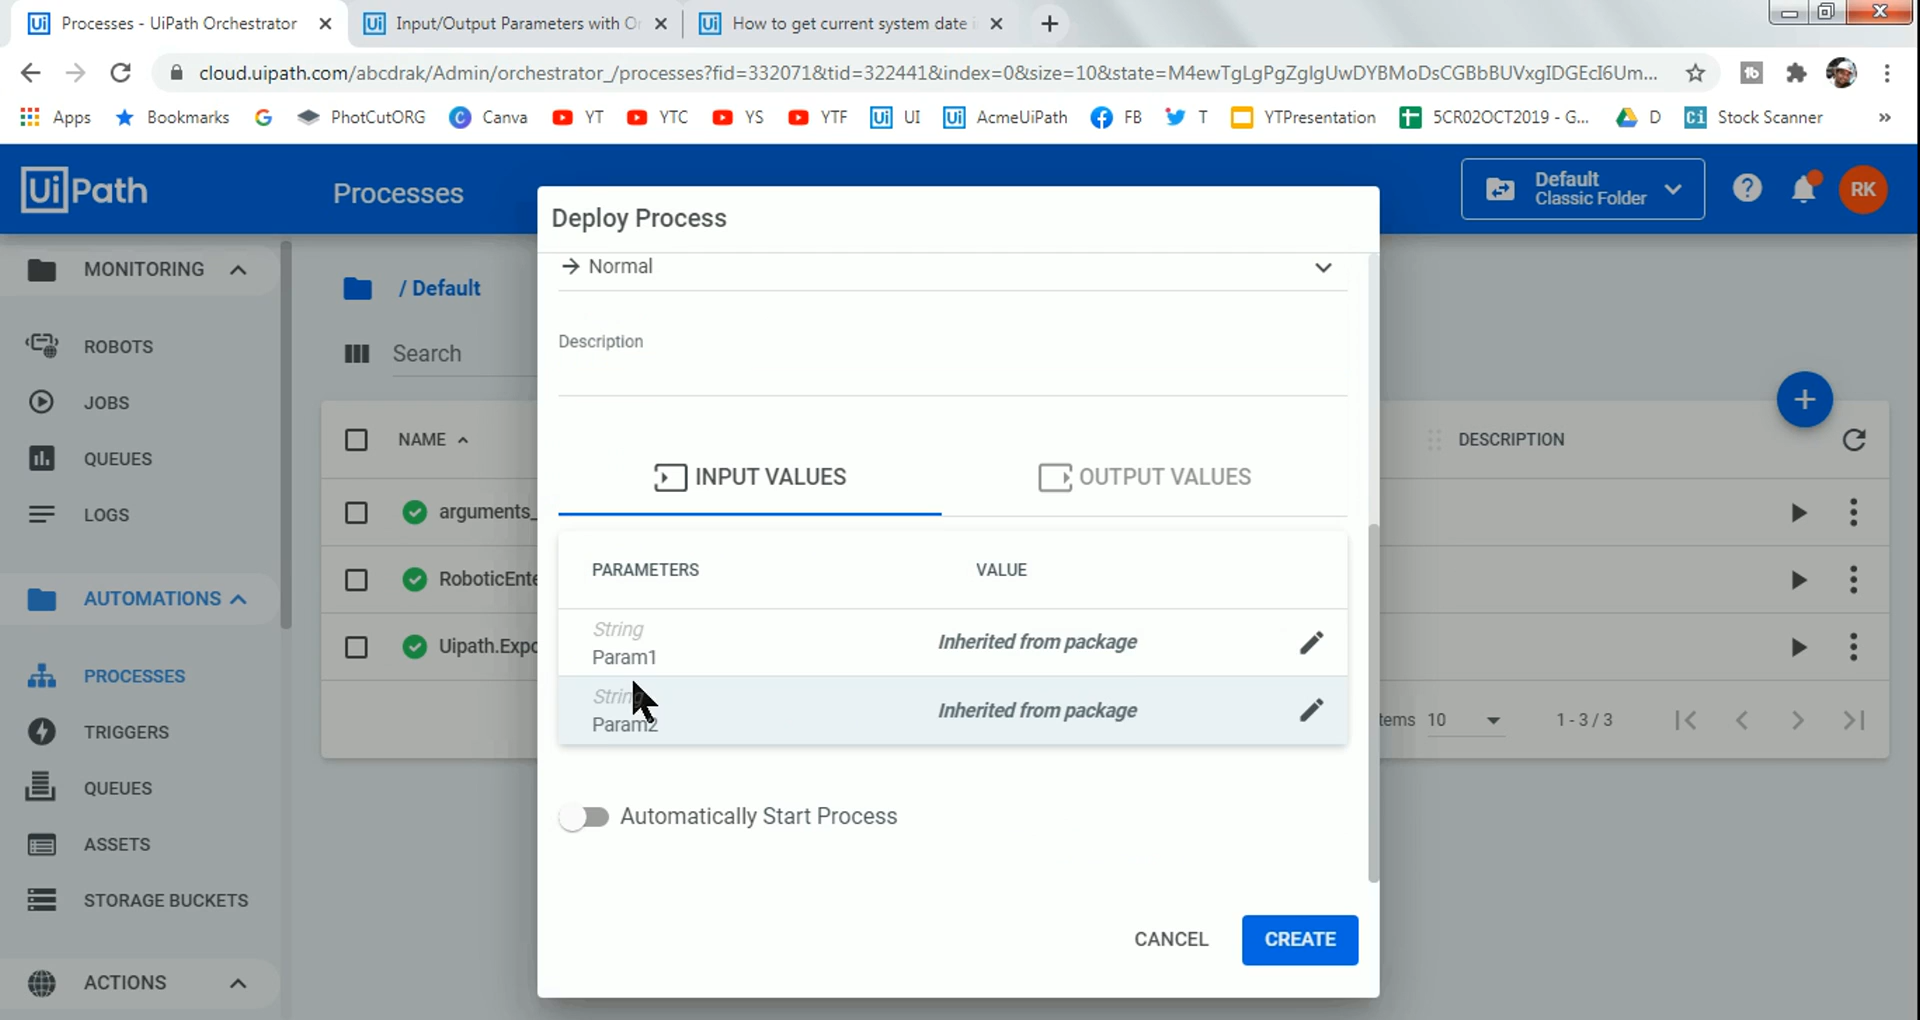 Processes - UiPath Orchestrator
Input/Output Parameters with Or
How to get current system date i
cloud.uipath.com/abcdrak/Admin/orchestrator_/processes?fid=332071&tid=322441&index=0&size=10&state=M4ewTgLgPgZglgUwDYBMoDsCGBbBUVxgIDGEcI6Um...
Apps
Bookmarks
PhotCutORG
Canva
YT
YTC
YS
YTF
UI
AcmeUiPath
FB
T
YTPresentation
5CR02OCT2019 - G...
D
Stock Scanner
»
UiPath
Processes
Default
Classic Folder
RK
Deploy Process
MONITORING
ROBOTS
JOBS
QUEUES
LOGS
AUTOMATIONS
PROCESSES
TRIGGERS
QUEUES
ASSETS
STORAGE BUCKETS
ACTIONS
/ Default
Search
NAME
DESCRIPTION
arguments_
RoboticEnte
Uipath.Expo
tems 10
1 - 3 / 3
Normal
Description
INPUT VALUES
OUTPUT VALUES
PARAMETERS
VALUE
String
Param1
Inherited from package
String
Param2
Inherited from package
Automatically Start Process
CANCEL
CREATE